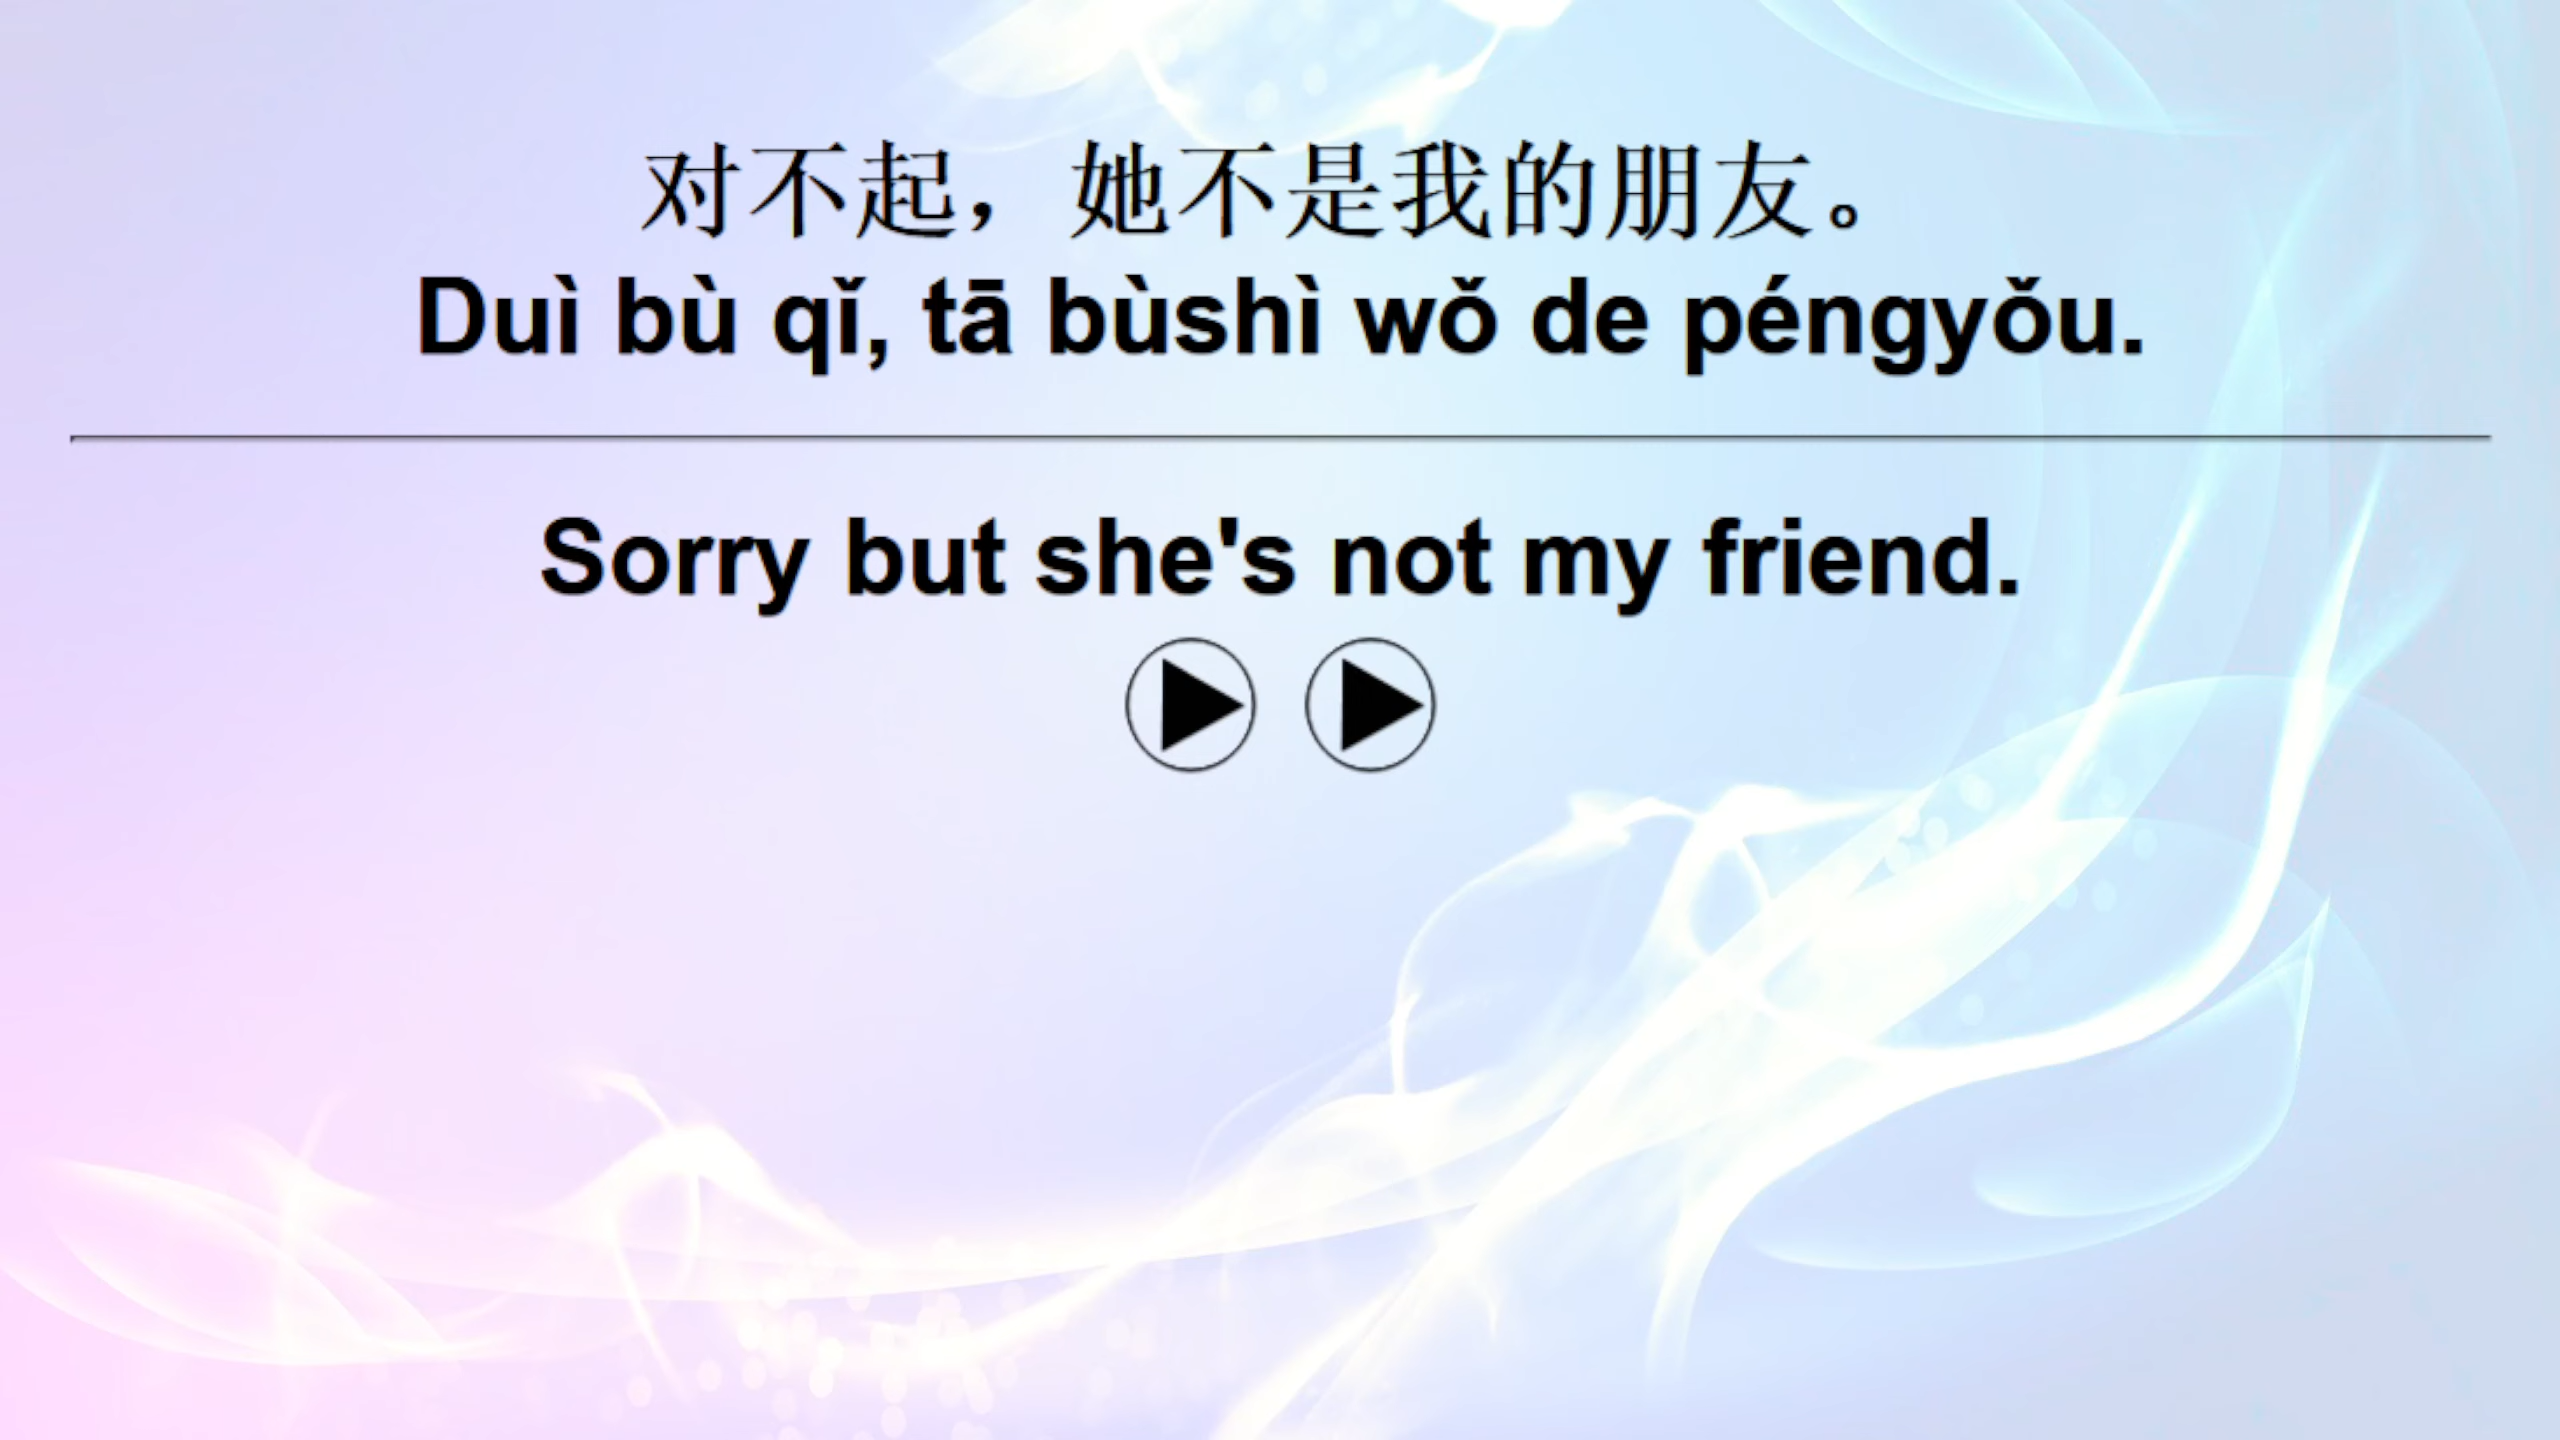 对不起，她不是我的朋友。
Duì bù qǐ, tā bùshì wǒ de péngyǒu.
Sorry but she's not my friend.